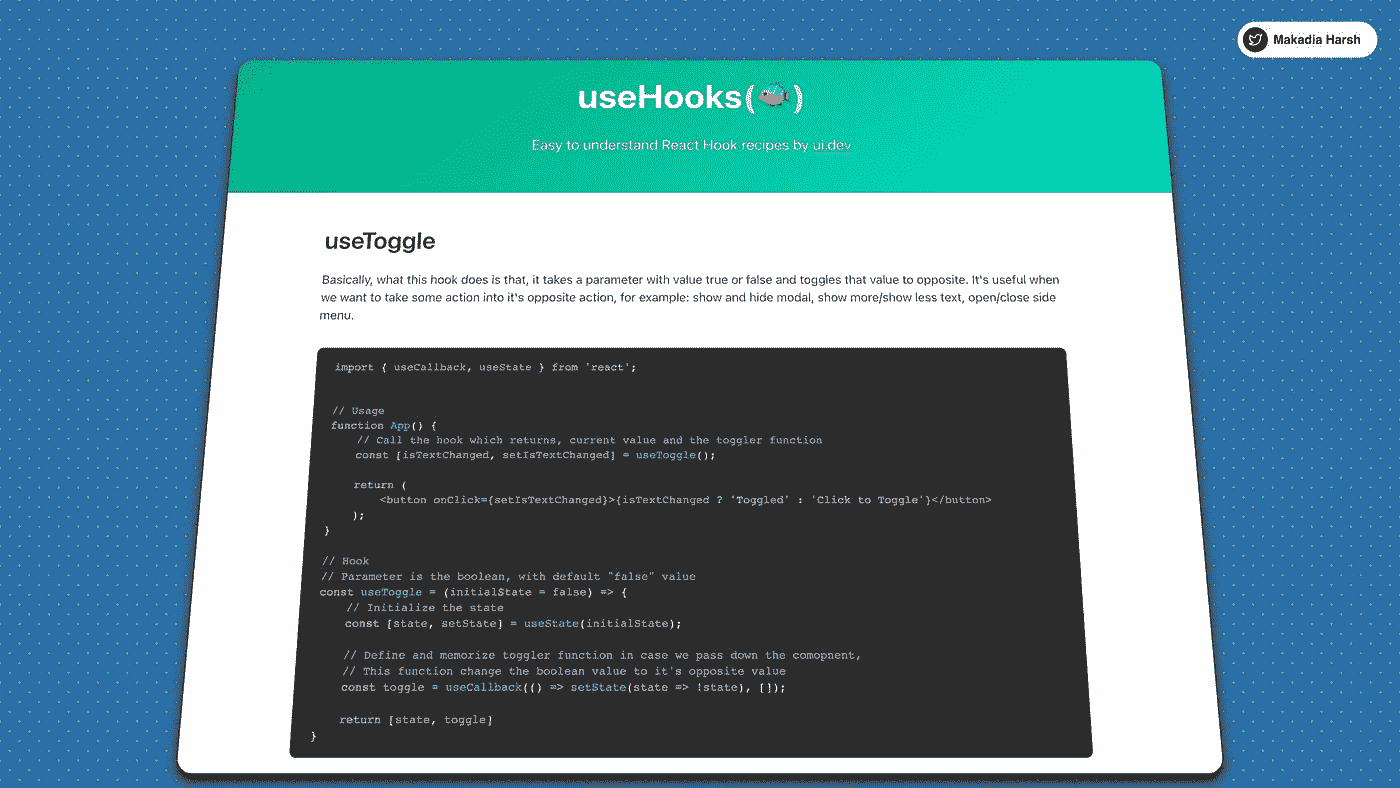 Makadia Harsh
useHooks(🐟)
Easy to understand React Hook recipes by ui.dev
useToggle
Basically, what this hook does is that, it takes a parameter with value true or false and toggles that value to opposite. It's useful when
we want to take some action into it's opposite action, for example: show and hide modal, show more/show less text, open/close side
menu.
import { useCallback, useState } from 'react';
// Usage
function App() {
// Call the hook which returns, current value and the toggler function
const [isTextChanged, setIsTextChanged] = useToggle();
return (
<button onClick={setIsTextChanged}>{isTextChanged ? 'Toggled' : 'Click to Toggle'}</button>
);
}
// Hook
// Parameter is the boolean, with default "false" value
const useToggle = (initialState = false) => {
// Initialize the state
const [state, setState] = useState(initialState);
// Define and memorize toggler function in case we pass down the comopnent,
// This function change the boolean value to it's opposite value
const toggle = useCallback(() => setState(state => !state), []);
return [state, toggle]
}